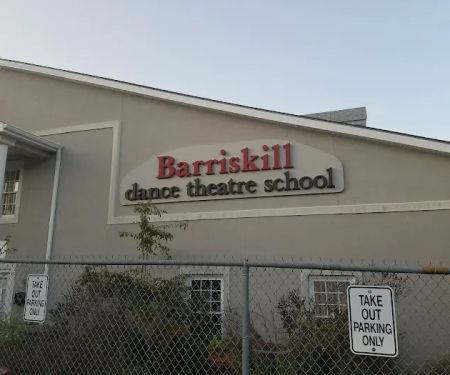 Barriskill
dance theatre school
TAKE
OUT
PARKING
ONLY
TAKE
OUT
PARKING
ONLY